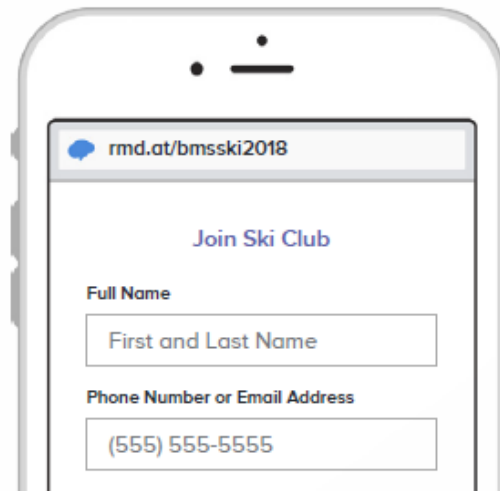 rmd.at/bmsski2018
Join Ski Club
Full Name
First and Last Name
Phone Number or Email Address
(555) 555-5555